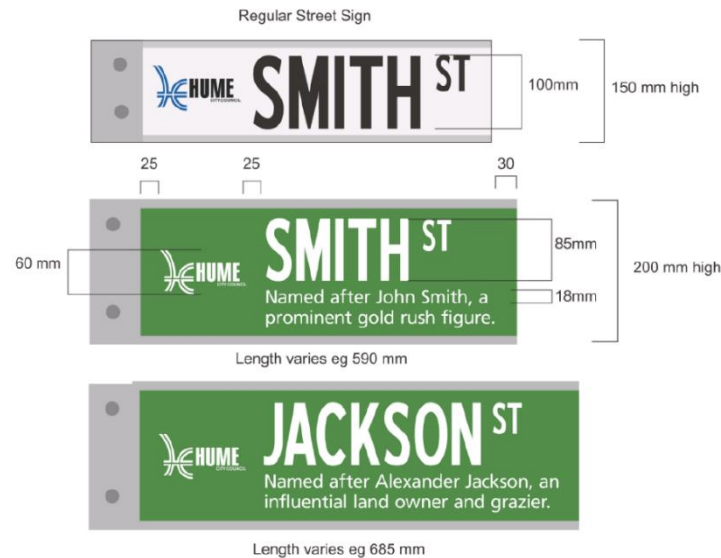 Regular Street Sign
HUME
CITY COUNCIL
SMITH ST
100mm
150 mm high
25
25
30
60 mm
HUME
CITY COUNCIL
SMITH ST
Named after John Smith, a
prominent gold rush figure.
85mm
18mm
200 mm high
Length varies eg 590 mm
HUME
CITY COUNCIL
JACKSON ST
Named after Alexander Jackson, an
influential land owner and grazier.
Length varies eg 685 mm